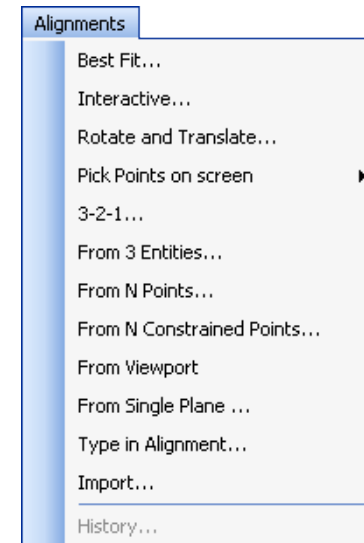 Alignments
Best Fit...
Interactive...
Rotate and Translate...
Pick Points on screen
3-2-1...
From 3 Entities...
From N Points...
From N Constrained Points...
From Viewport
From Single Plane ...
Type in Alignment...
Import...
History...